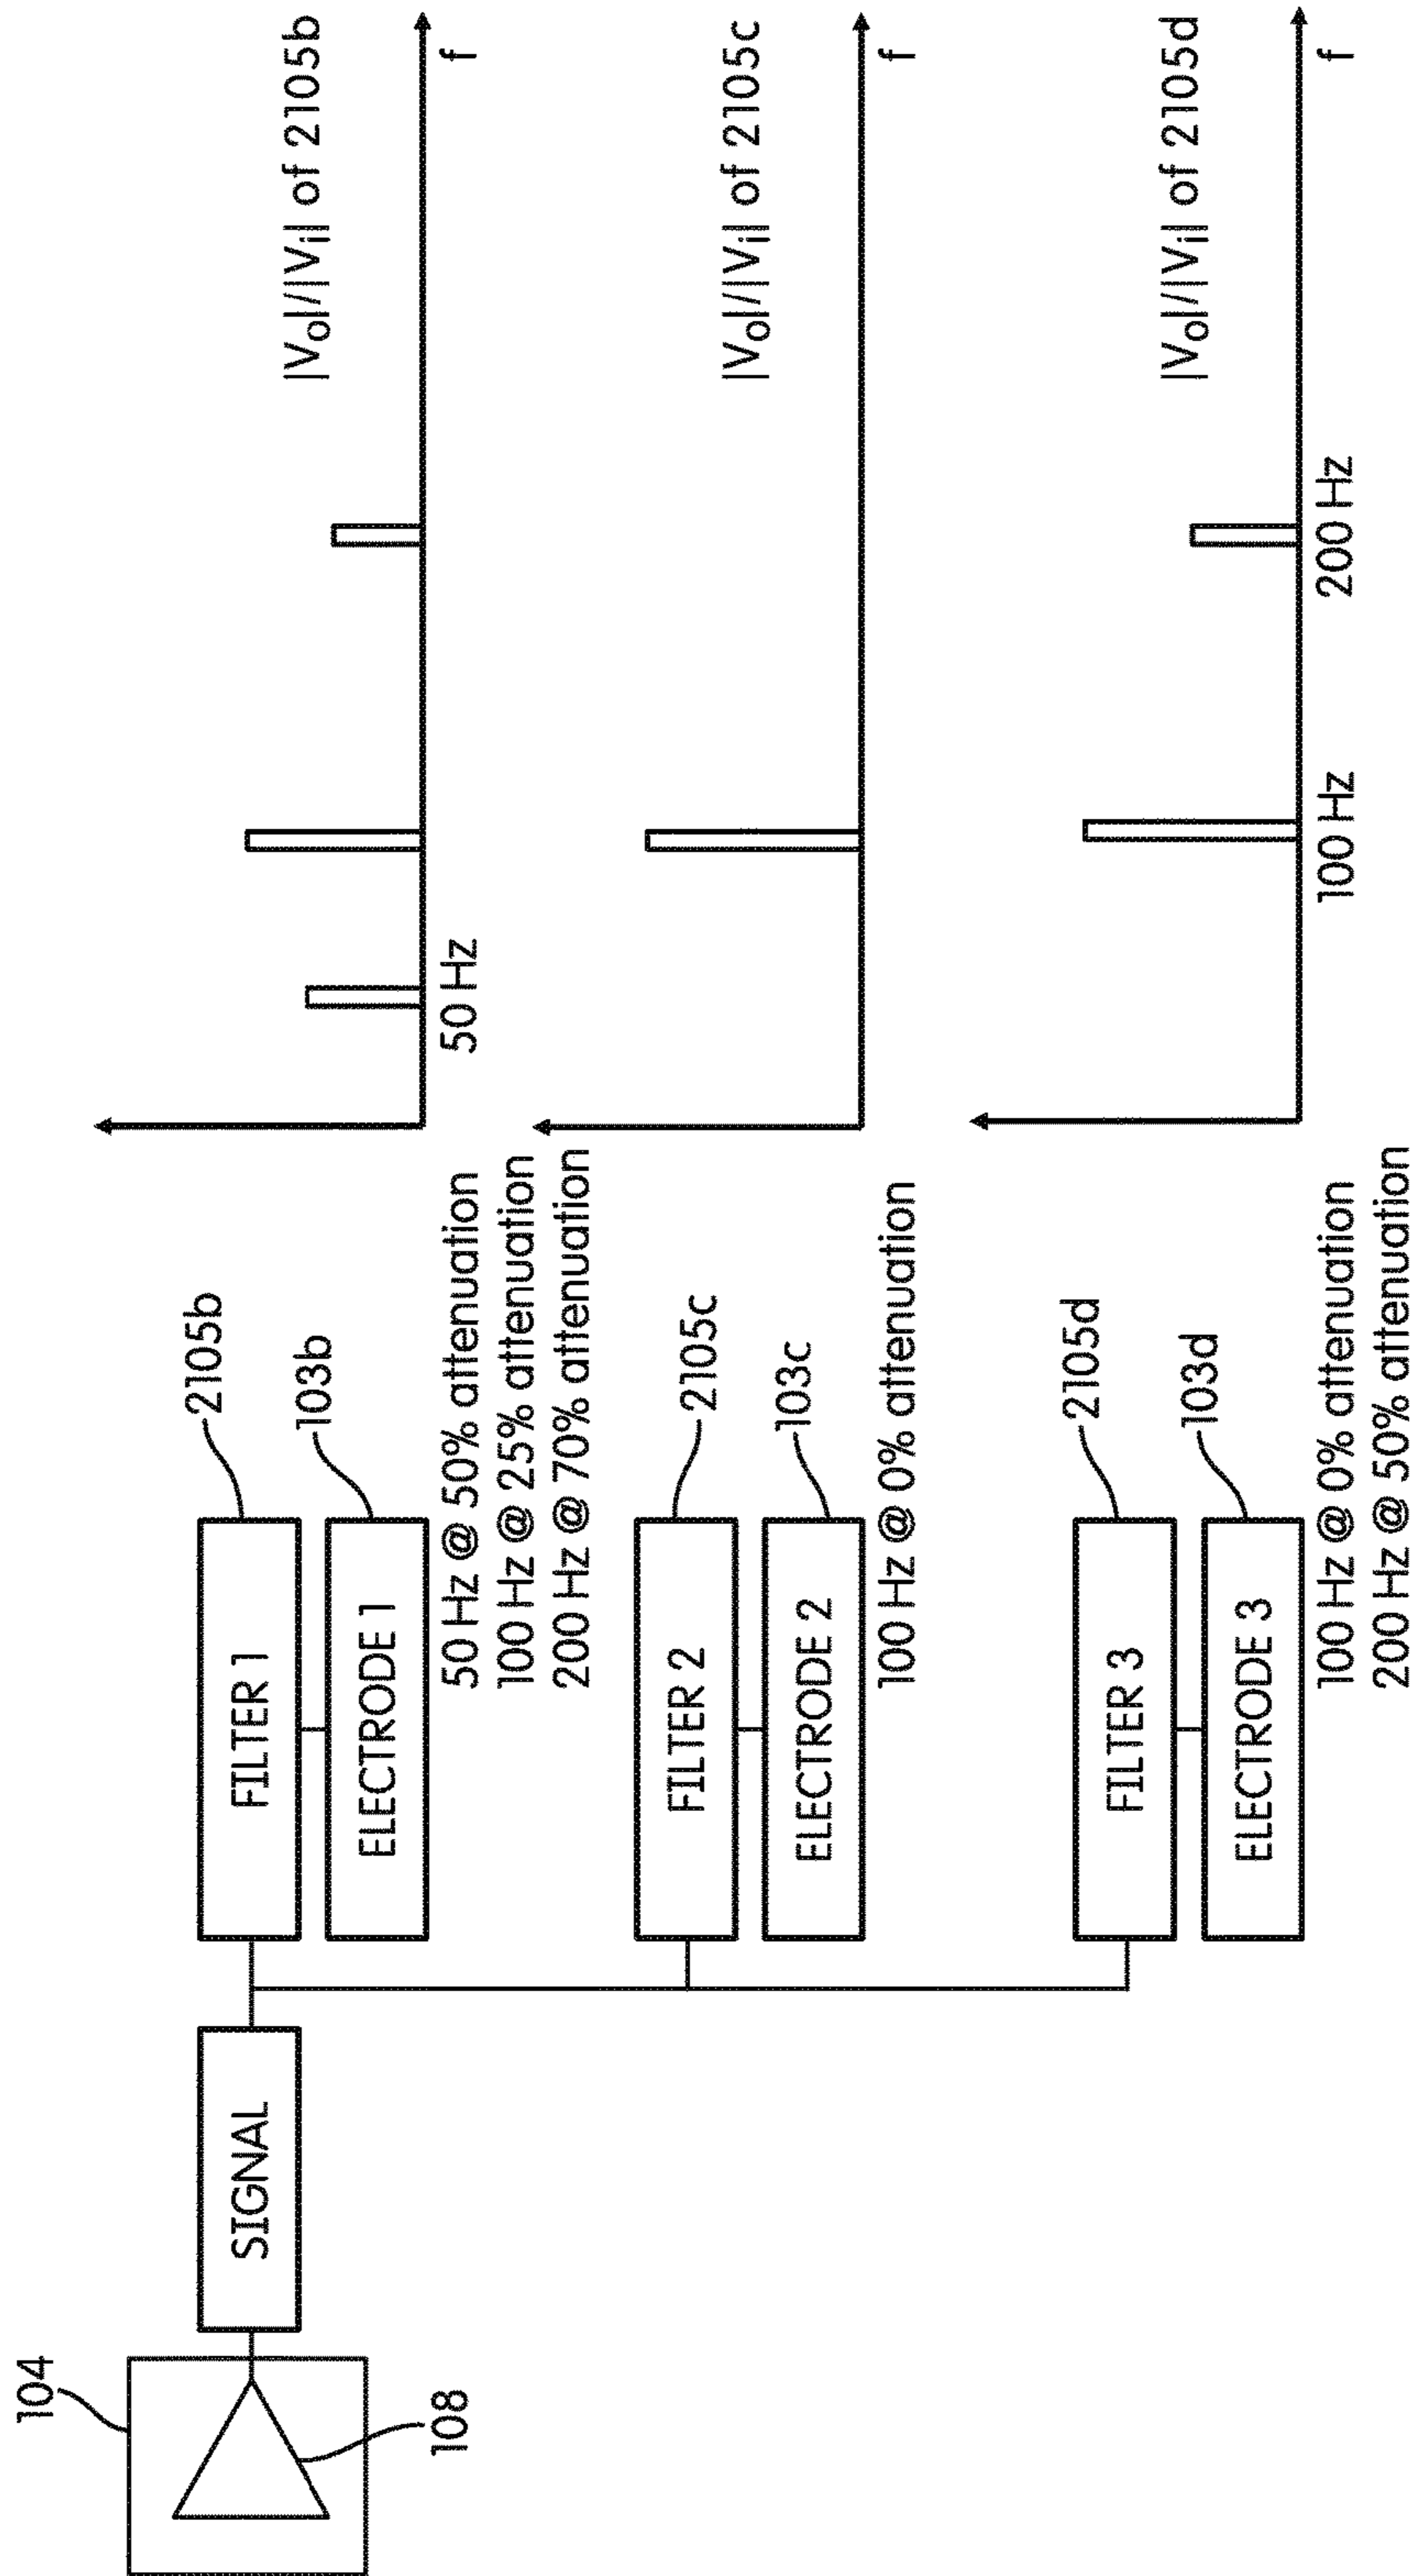 104
108
SIGNAL
FILTER 1
2105b
ELECTRODE 1
103b
50 Hz @ 50% attenuation
100 Hz @ 25% attenuation
200 Hz @ 70% attenuation
|Vo|/|Vi| of 2105b
50 Hz
f
FILTER 2
2105c
ELECTRODE 2
103c
100 Hz @ 0% attenuation
|Vo|/|Vi| of 2105c
f
FILTER 3
2105d
ELECTRODE 3
103d
100 Hz @ 0% attenuation
200 Hz @ 50% attenuation
|Vo|/|Vi| of 2105d
100 Hz
200 Hz
f